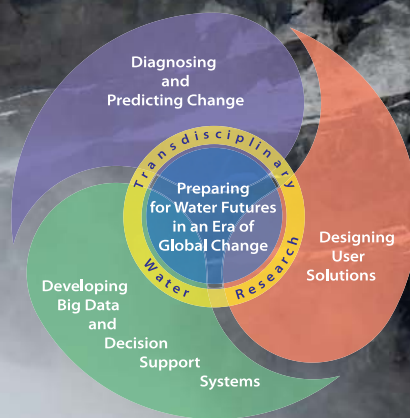 Diagnosing
and
Predicting Change
Transdisciplinary
Preparing
for Water Futures
in an Era of
Global Change
Water Research
Designing
User
Solutions
Developing
Big Data
and
Decision
Support
Systems